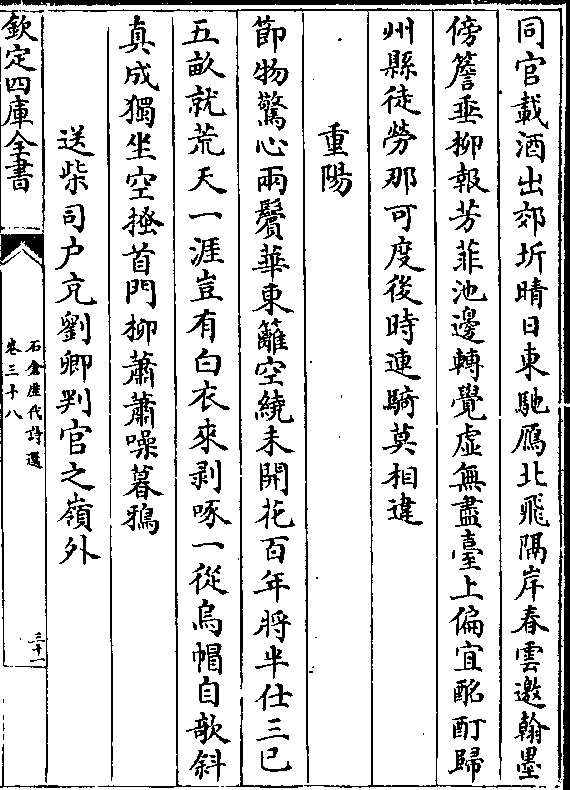 同官載酒出郊圻晴日東馳鴈北飛隔岸春雲邀翰墨
傍簷垂柳報芳菲池邊轉覺虛無盡臺上偏宜酩酊歸
州縣徒勞那可度後時連騎莫相違
重陽
節物驚心兩鬢華東籬空繞未開花百年將半仕三已
五畝就荒天一涯豈有白衣來剥啄一從烏帽自欹斜
真成獨坐空搔首門柳蕭蕭噪暮鴉
送柴司户充劉卿判官之嶺外
欽定四庫全書
石倉歷代詩選
卷三十八
三十一